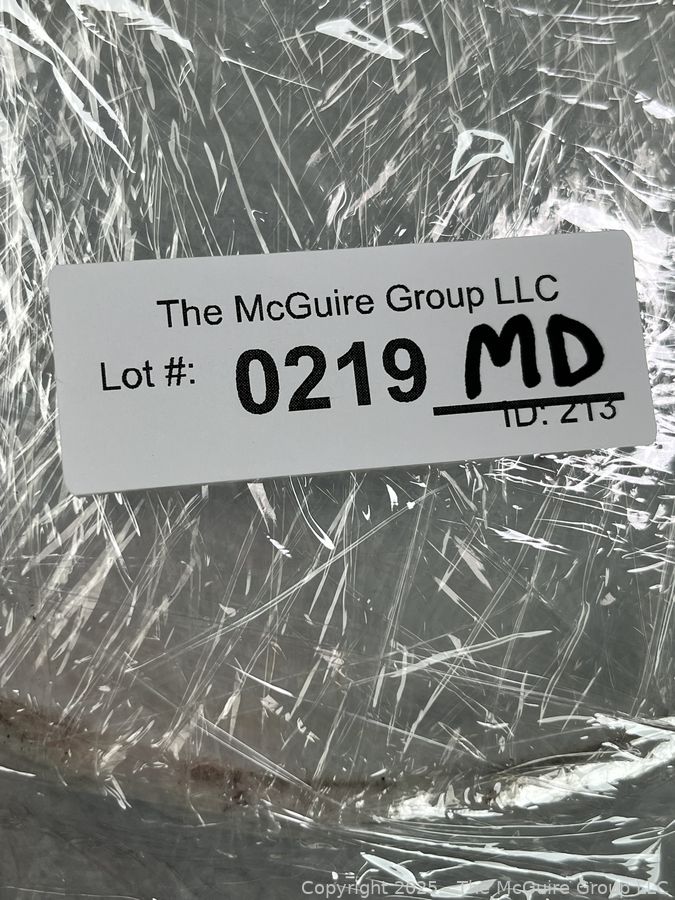 The McGuire Group LLC
Lot #: 0219 MD
ID: 213
Copyright 2025 - The McGuire Group LLC